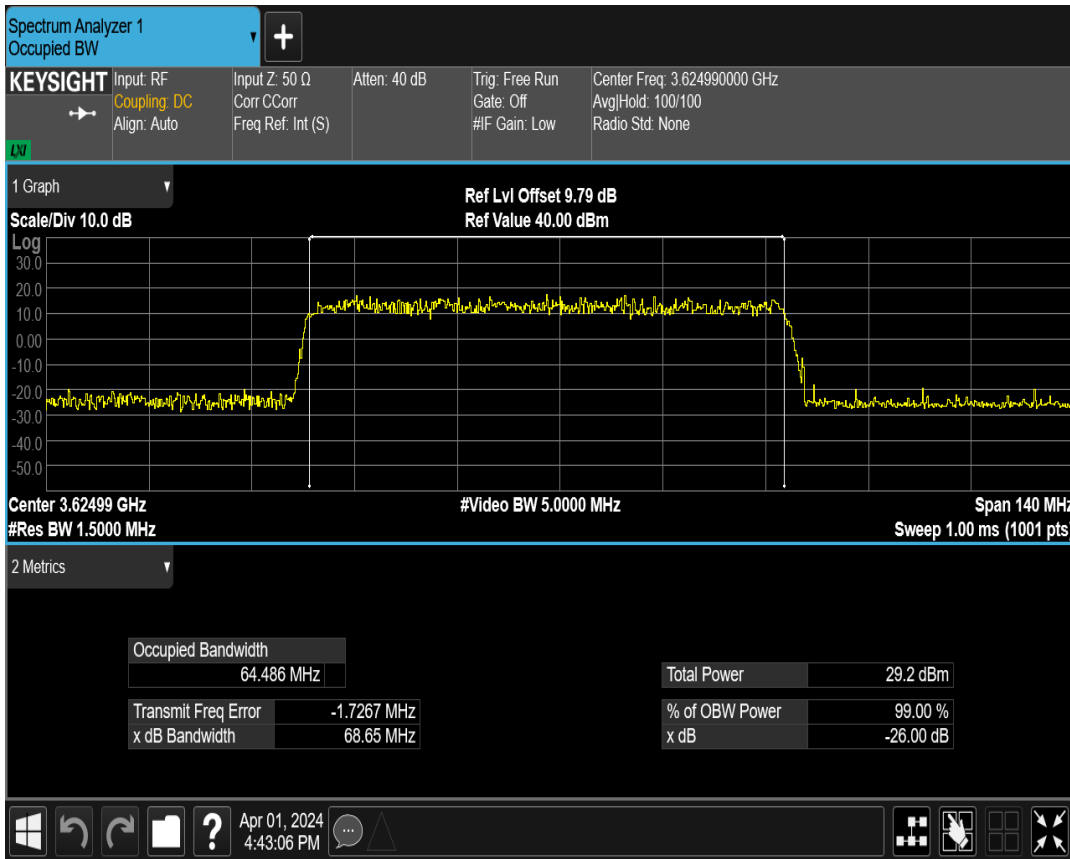 Spectrum Analyzer 1
Occupied BW
+
KEYSIGHT
LXI
Input: RF
Coupling: DC
Align: Auto
Input Z: 50 Ω
Corr CCorr
Freq Ref: Int (S)
Atten: 40 dB
Trig: Free Run
Gate: Off
#IF Gain: Low
Center Freq: 3.624990000 GHz
Avg|Hold: 100/100
Radio Std: None
1 Graph
Scale/Div 10.0 dB
Ref Lvl Offset 9.79 dB
Ref Value 40.00 dBm
Log
30.0
20.0
10.0
0.00
-10.0
-20.0
-30.0
-40.0
-50.0
Center 3.62499 GHz
#Video BW 5.0000 MHz
Span 140 MHz
#Res BW 1.5000 MHz
Sweep 1.00 ms (1001 pts)
2 Metrics
Occupied Bandwidth
64.486 MHz
Transmit Freq Error -1.7267 MHz
x dB Bandwidth 68.65 MHz
Total Power 29.2 dBm
% of OBW Power 99.00 %
x dB -26.00 dB
?
Apr 01, 2024
4:43:06 PM